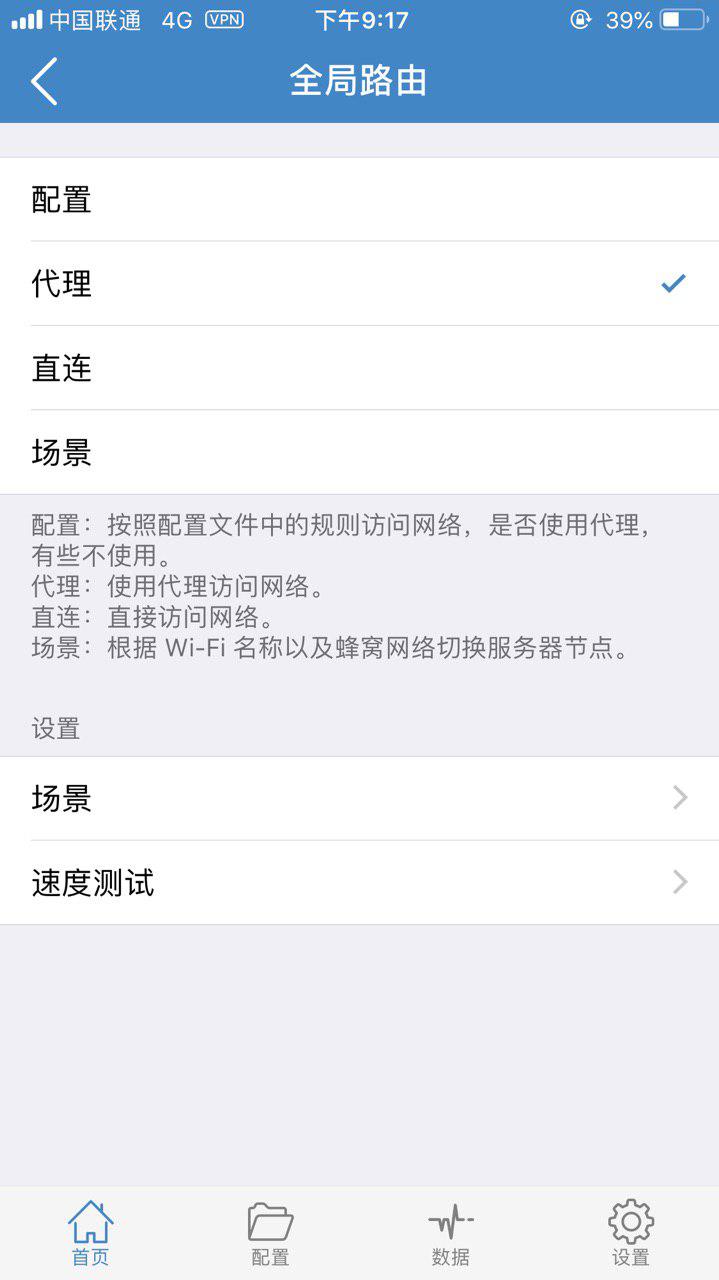 中国联通 4G VPN 下午9:17 39%
全局路由
配置
代理
直连
场景
配置：按照配置文件中的规则访问网络，是否使用代理，
有些不使用。
代理：使用代理访问网络。
直连：直接访问网络。
场景：根据 Wi-Fi 名称以及蜂窝网络切换服务器节点。
设置
场景
速度测试
首页 配置 数据 设置